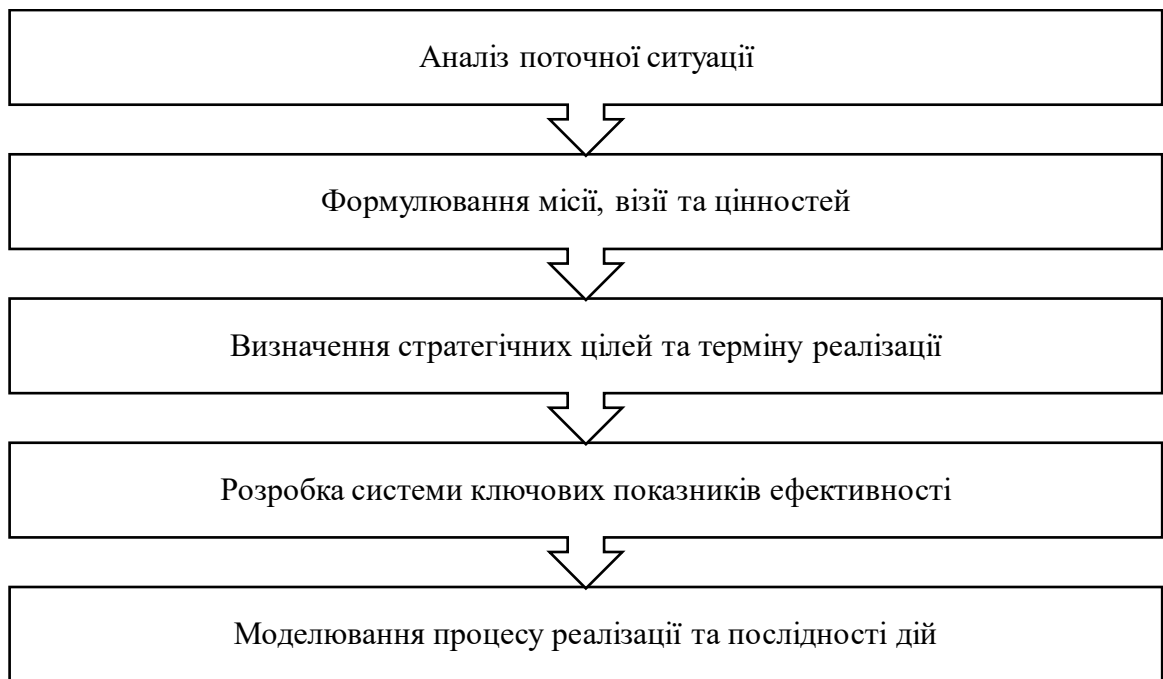 Аналіз поточної ситуації
Формулювання місії, візії та цінностей
Визначення стратегічних цілей та терміну реалізації
Розробка системи ключових показників ефективності
Моделювання процесу реалізації та послідності дій